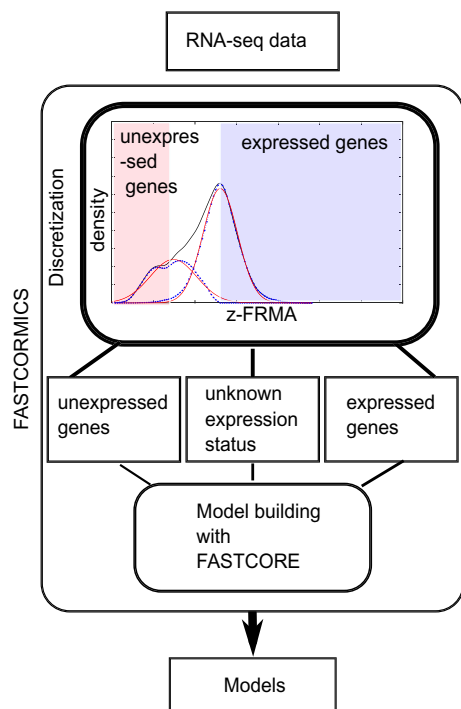 RNA-seq data
FASTCORMICS
Discretization
unexpres
-sed
genes
expressed genes
density
z-FRMA
unexpressed
genes
unknown
expression
status
expressed
genes
Model building
with
FASTCORE
Models